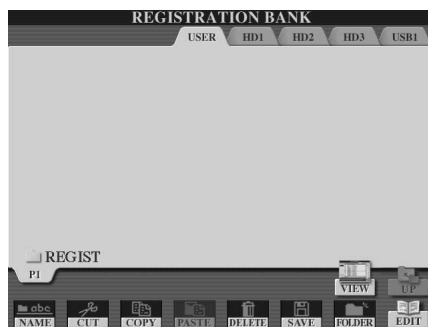 REGISTRATION BANK
USER HD1 HD2 HD3 USB1
REGIST
P1
VIEW UP
abc
NAME CUT COPY PASTE DELETE SAVE FOLDER EDIT